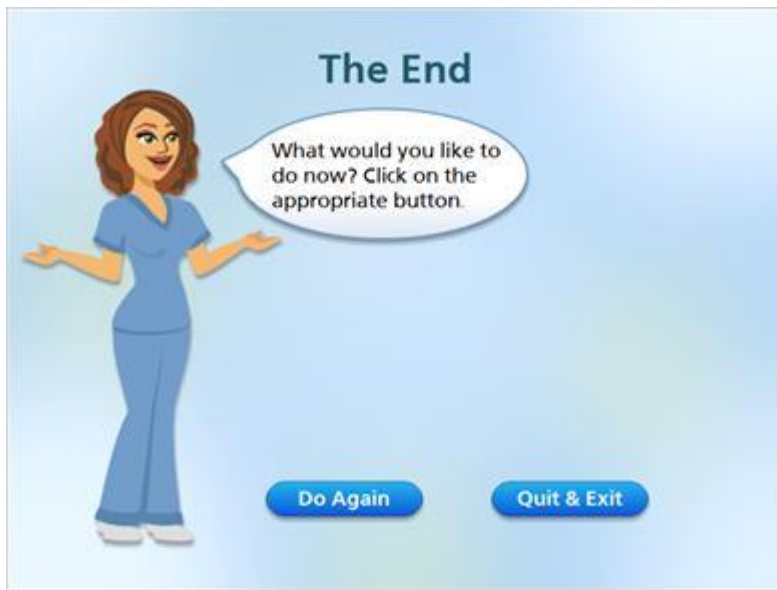 The End
What would you like to
do now? Click on the
appropriate button.
Do Again
Quit & Exit